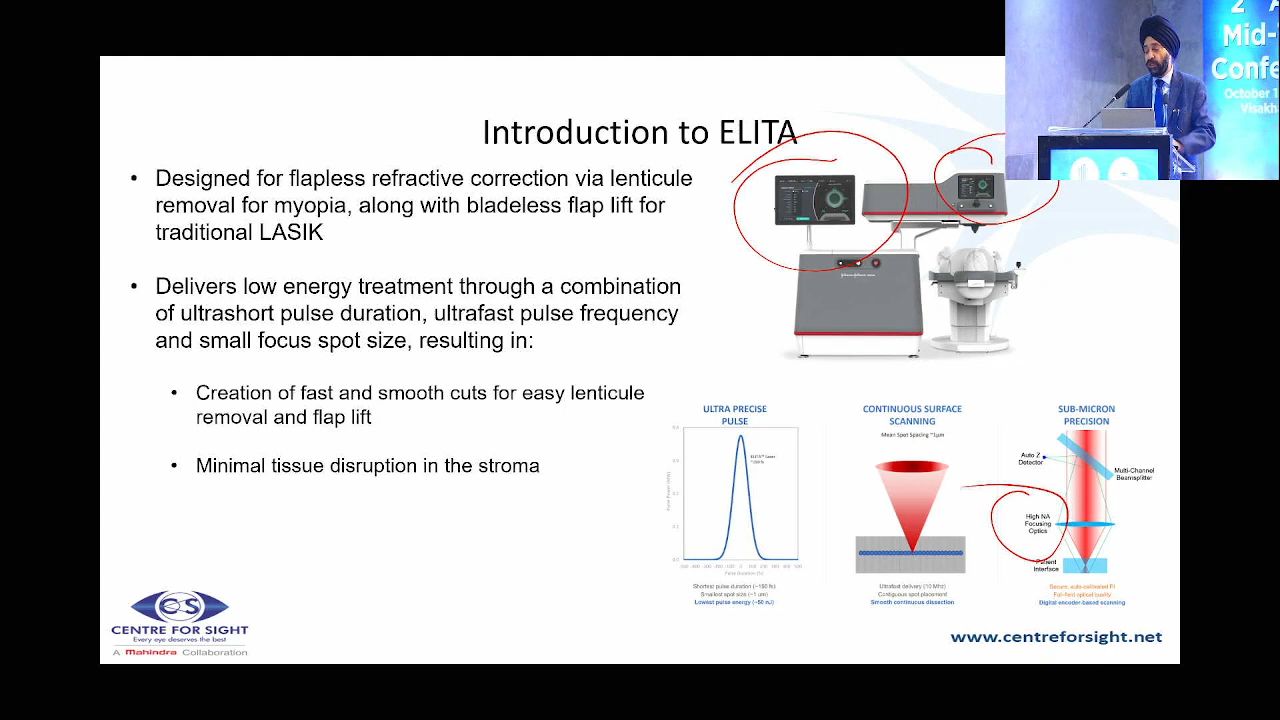 2
Mid-
Confe
October 1
Visakh
Introduction to ELITA
• Designed for flapless refractive correction via lenticule
removal for myopia, along with bladeless flap lift for
traditional LASIK
• Delivers low energy treatment through a combination
of ultrashort pulse duration, ultrafast pulse frequency
and small focus spot size, resulting in:
• Creation of fast and smooth cuts for easy lenticule
removal and flap lift
• Minimal tissue disruption in the stroma
ULTRA PRECISE
PULSE
Shortest pulse duration (~150 fs)
Smallest spot size (~1 um)
Lowest pulse energy (~50 nJ)
CONTINUOUS SURFACE
SCANNING
Mean Spot Spacing ~1µm
Ultrafast delivery (10 Mhz)
Contiguous spot placement
Smooth continuous dissection
SUB-MICRON
PRECISION
Auto Z
Detector
Multi-Channel
Beamsplitter
High NA
Focusing
Optics
Patient
Interface
Secure, auto-calibrated PI
Full-field optical quality
Digital encoder-based scanning
CFS
CENTRE FOR SIGHT
Every eye deserves the best
A Mahindra Collaboration
www.centreforsight.net